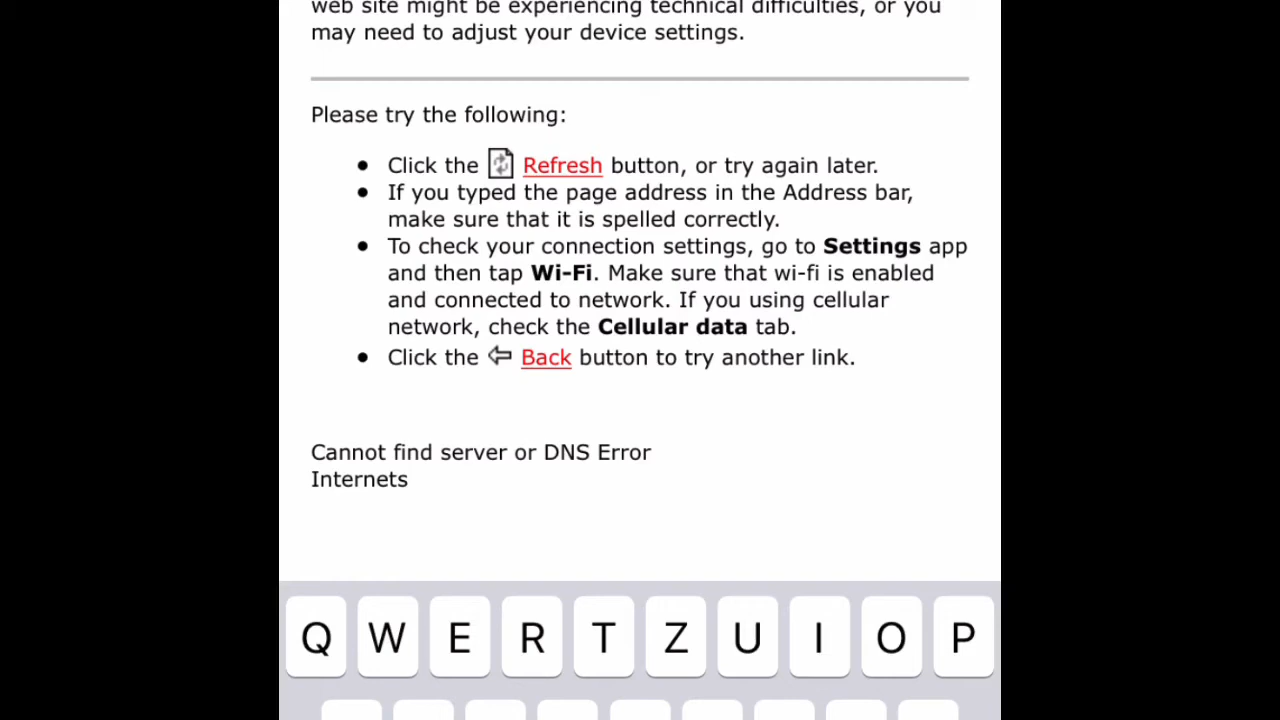 web site might be experiencing technical difficulties, or you
may need to adjust your device settings.
Please try the following:
Click the Refresh button, or try again later.
If you typed the page address in the Address bar,
make sure that it is spelled correctly.
To check your connection settings, go to Settings app
and then tap Wi-Fi. Make sure that wi-fi is enabled
and connected to network. If you using cellular
network, check the Cellular data tab.
Click the Back button to try another link.
Cannot find server or DNS Error
Internets
Q W E R T Z U I O P